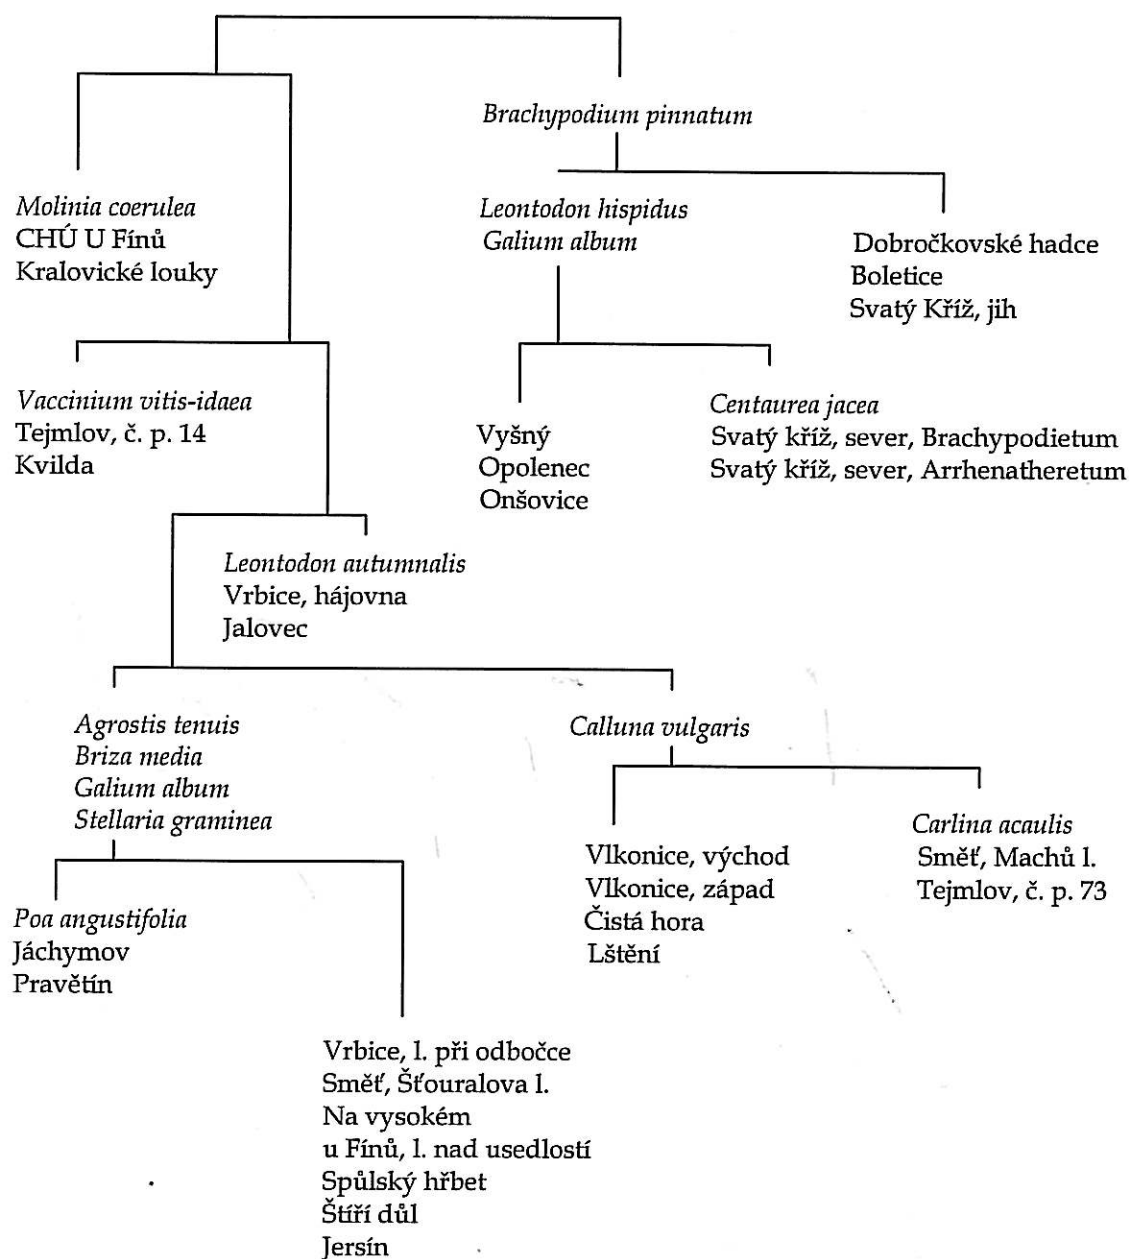 Brachypodium pinnatum
Molinia coerulea
CHÚ U Fínů
Kralovické louky
Leontodon hispidus
Galium album
Dobročkovské hadce
Boletice
Svatý Kříž, jih
Vaccinium vitis-idaea
Tejmlov, č. p. 14
Kvilda
Vyšný
Opolenec
Onšovice
Centaurea jacea
Svatý kříž, sever, Brachypodietum
Svatý kříž, sever, Arrhenatheretum
Leontodon autumnalis
Vrbice, hájovna
Jalovec
Agrostis tenuis
Briza media
Galium album
Stellaria graminea
Calluna vulgaris
Poa angustifolia
Jáchymov
Pravětín
Vlkonice, východ
Vlkonice, západ
Čistá hora
Lštění
Carlina acaulis
Směť, Machů l.
Tejmlov, č. p. 73
Vrbice, l. při odbočce
Směť, Šťouralova l.
Na vysokém
u Fínů, l. nad usedlostí
Spůlský hřbet
Štíří důl
Jersín